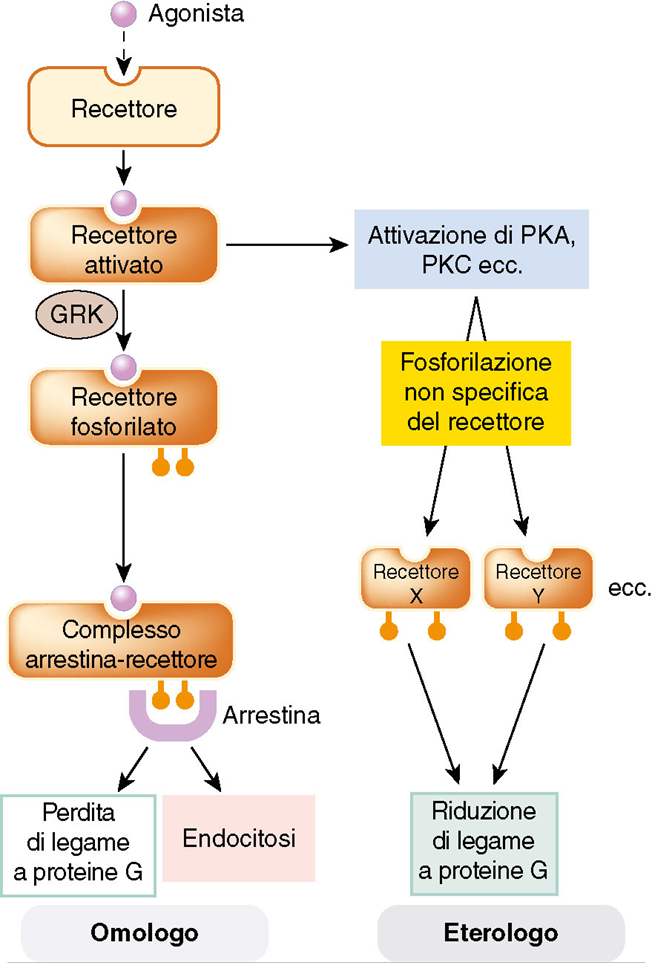 Agonista
Recettore
Recettore
attivato
Attivazione di PKA,
PKC ecc.
GRK
Recettore
fosforilato
Fosforilazione
non specifica
del recettore
Recettore
X
Recettore
Y
ecc.
Complesso
arrestina-recettore
Arrestina
Perdita
di legame
a proteine G
Endocitosi
Riduzione
di legame
a proteine G
Omologo
Eterologo